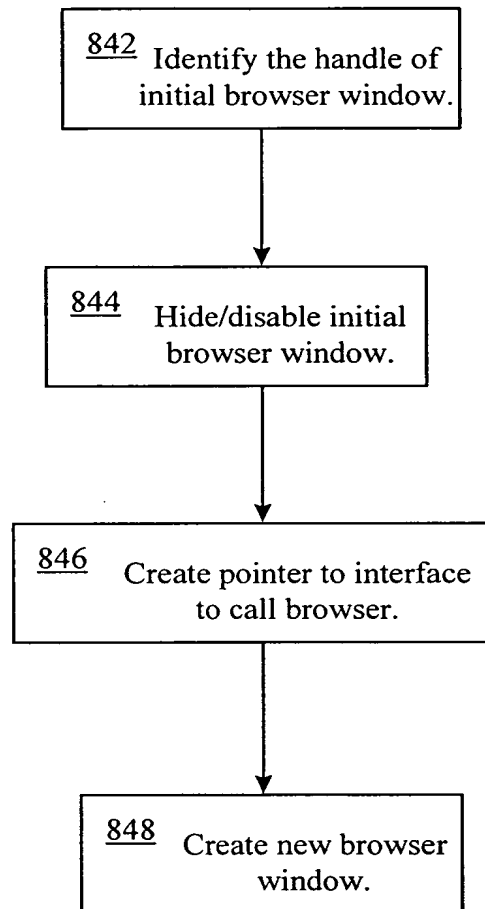 842 Identify the handle of
initial browser window.
844 Hide/disable initial
browser window.
846 Create pointer to interface
to call browser.
848 Create new browser
window.